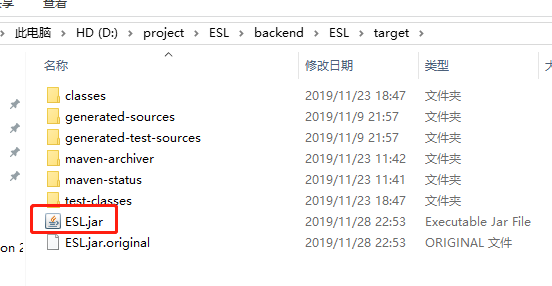 共享 查看
此电脑 HD (D:) project ESL backend ESL target
名称 修改日期 类型
classes 2019/11/23 18:47 文件夹
generated-sources 2019/11/9 21:57 文件夹
generated-test-sources 2019/11/9 21:57 文件夹
maven-archiver 2019/11/23 11:42 文件夹
maven-status 2019/11/23 11:41 文件夹
test-classes 2019/11/23 18:47 文件夹
ESL.jar 2019/11/28 22:53 Executable Jar File
ESL.jar.original 2019/11/28 22:53 ORIGINAL 文件
on 2